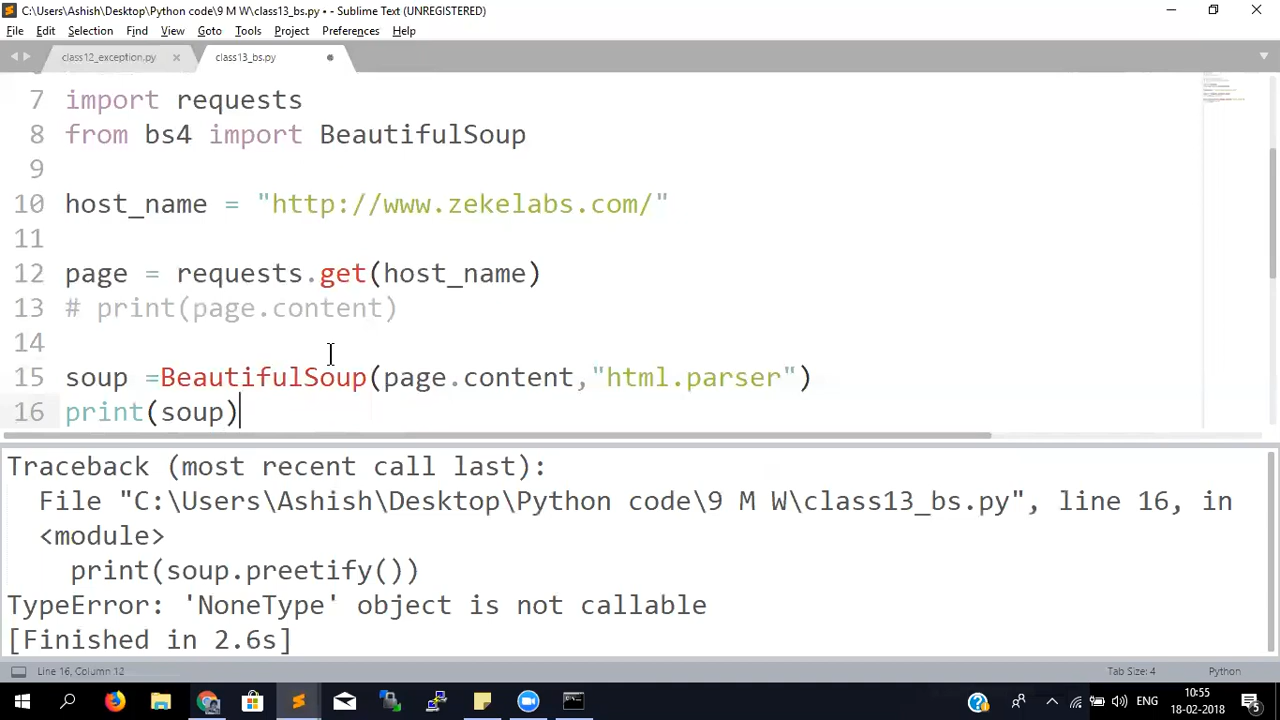 C:\Users\Ashish\Desktop\Python code\9 M W\class13_bs.py • - Sublime Text (UNREGISTERED)
File Edit Selection Find View Goto Tools Project Preferences Help
class12_exception.py class13_bs.py
7 import requests
8 from bs4 import BeautifulSoup
9
10 host_name = "http://www.zekelabs.com/"
11
12 page = requests.get(host_name)
13 # print(page.content)
14
15 soup =BeautifulSoup(page.content,"html.parser")
16 print(soup)
Traceback (most recent call last):
File "C:\Users\Ashish\Desktop\Python code\9 M W\class13_bs.py", line 16, in
<module>
print(soup.preetify())
TypeError: 'NoneType' object is not callable
[Finished in 2.6s]
Line 16, Column 12 Tab Size: 4 Python
ENG 10:55
18-02-2018 5